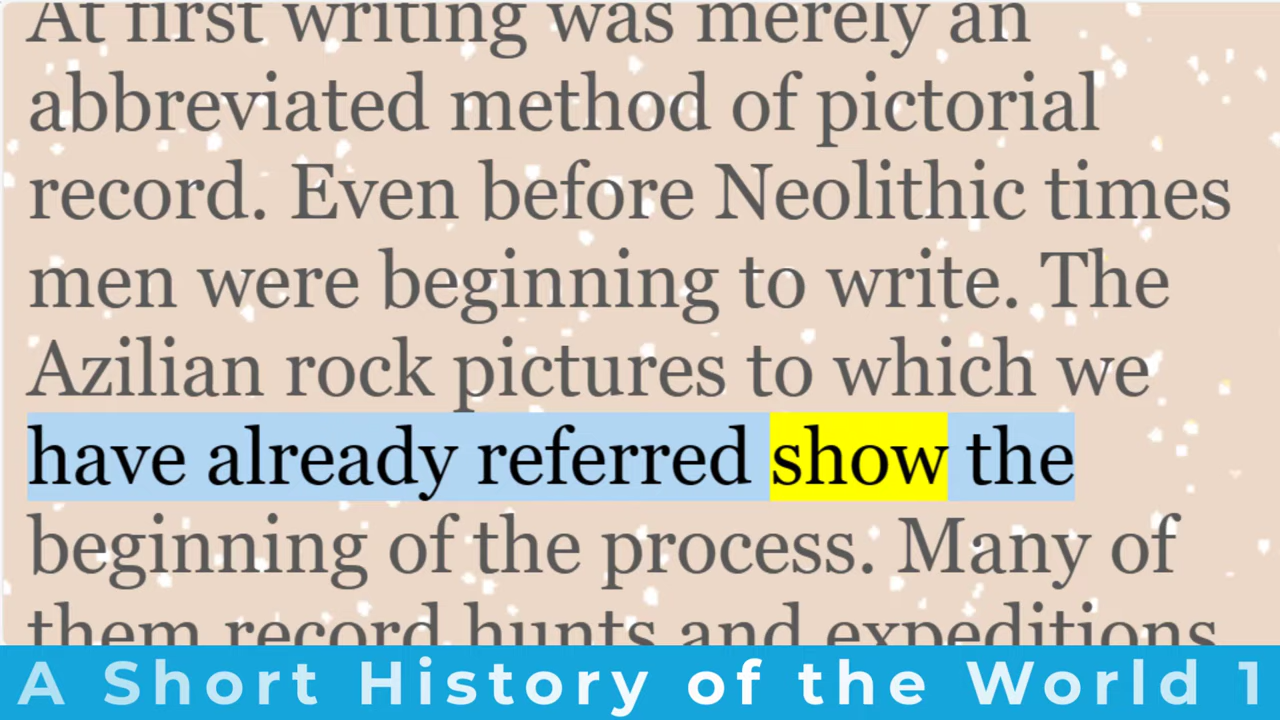 At first writing was merely an
abbreviated method of pictorial
record. Even before Neolithic times
men were beginning to write. The
Azilian rock pictures to which we
have already referred show the
beginning of the process. Many of
them record hunts and expeditions
A Short History of the World 1